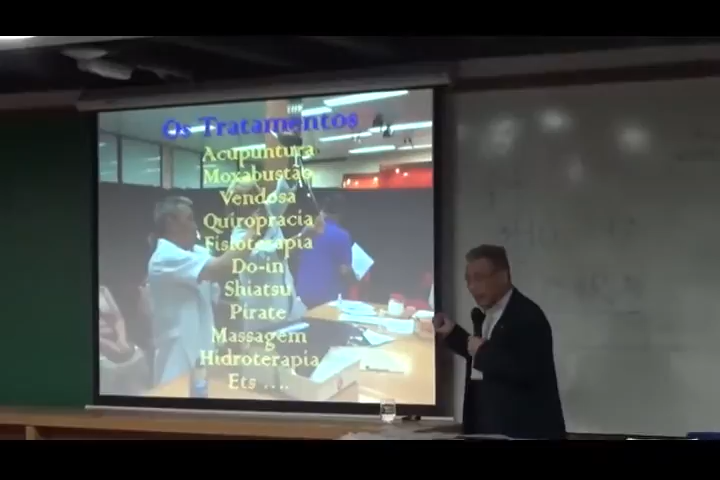 Os Tratamentos
Acupuntura
Moxabustão
Vendosa
Quiropracia
Fisioterapia
Do-in
Shiatsu
Pirate
Massagem
Hidroterapia
Ets ....